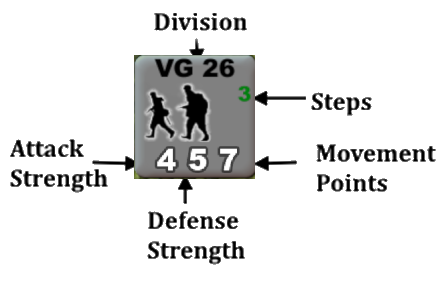 Division
VG 26
3
Steps
Attack
Strength
4 5 7
Movement
Points
Defense
Strength